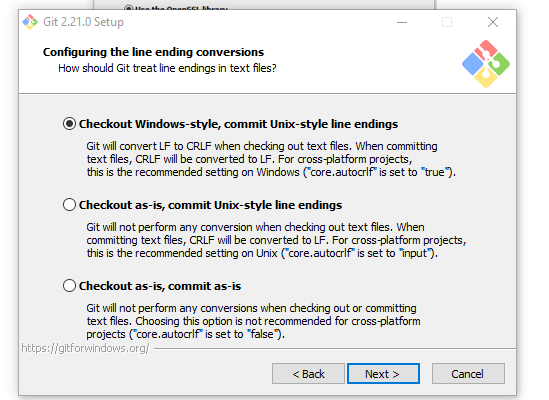 Use the OpenSSL library
Git 2.21.0 Setup
Configuring the line ending conversions
How should Git treat line endings in text files?
Checkout Windows-style, commit Unix-style line endings
Git will convert LF to CRLF when checking out text files. When committing
text files, CRLF will be converted to LF. For cross-platform projects,
this is the recommended setting on Windows ("core.autocrlf" is set to "true").
Checkout as-is, commit Unix-style line endings
Git will not perform any conversion when checking out text files. When
committing text files, CRLF will be converted to LF. For cross-platform projects,
this is the recommended setting on Unix ("core.autocrlf" is set to "input").
Checkout as-is, commit as-is
Git will not perform any conversions when checking out or committing
text files. Choosing this option is not recommended for cross-platform
projects ("core.autocrlf" is set to "false").
https://gitforwindows.org/
< Back
Next >
Cancel